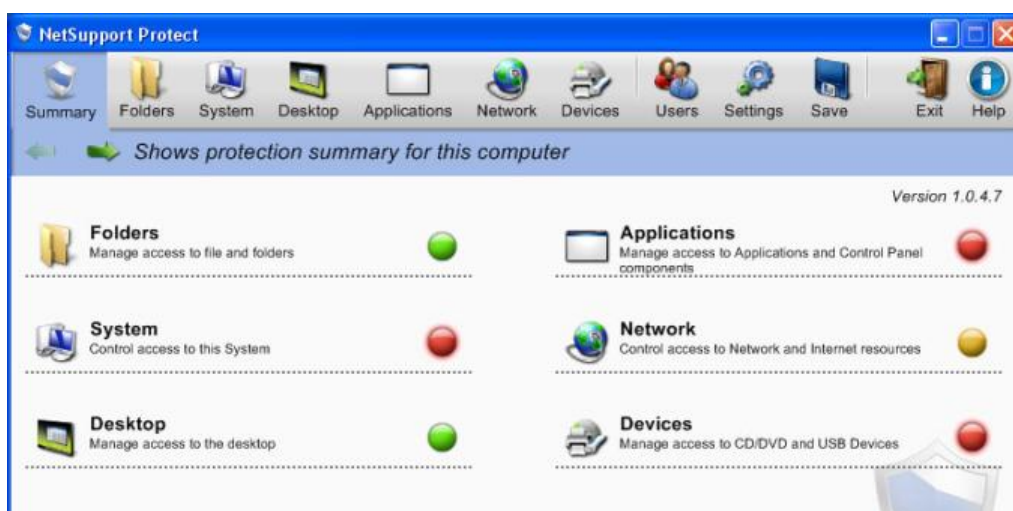 NetSupport Protect
Summary Folders System Desktop Applications Network Devices Users Settings Save Exit Help
Shows protection summary for this computer
Version 1.0.4.7
Folders
Manage access to file and folders
Applications
Manage access to Applications and Control Panel
components
System
Control access to this System
Network
Control access to Network and Internet resources
Desktop
Manage access to the desktop
Devices
Manage access to CD/DVD and USB Devices